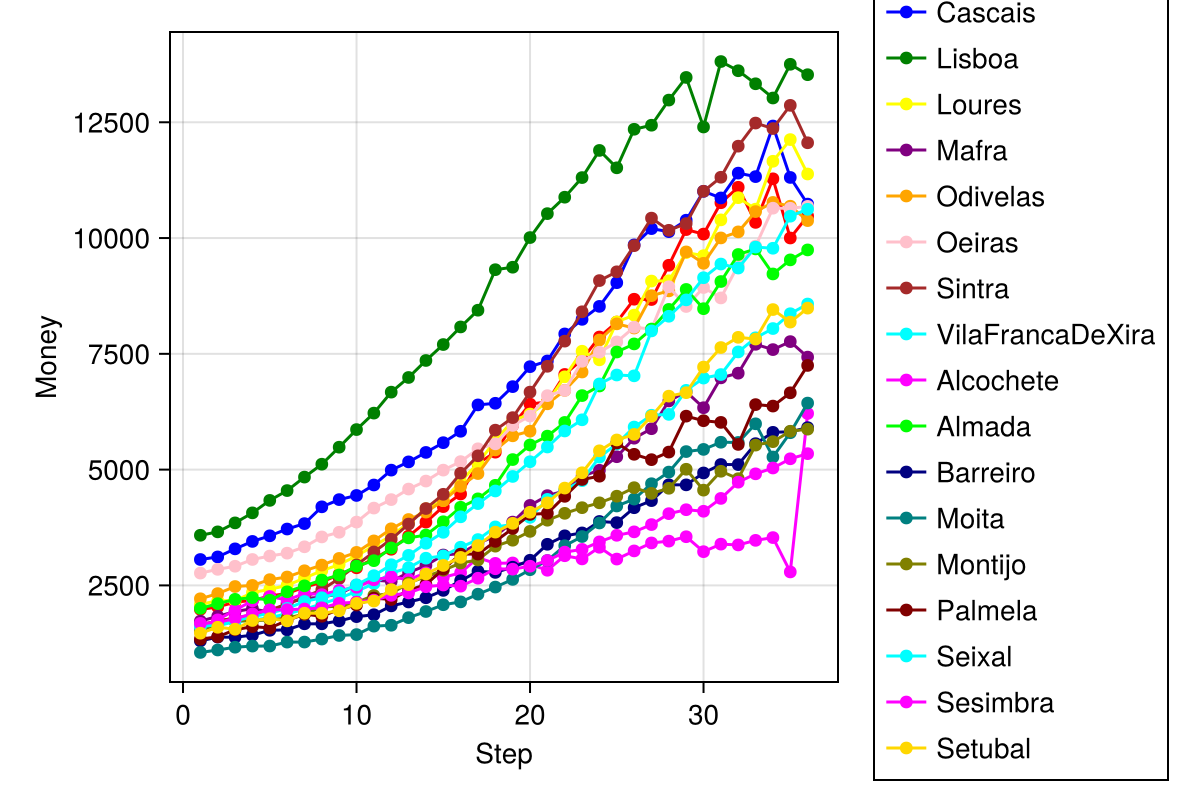 Cascais
Lisboa
Loures
Mafra
Odivelas
Oeiras
Sintra
VilaFrancaDeXira
Alcochete
Almada
Barreiro
Moita
Montijo
Palmela
Seixal
Sesimbra
Setubal
Money
12500
10000
7500
5000
2500
0 10 20 30
Step